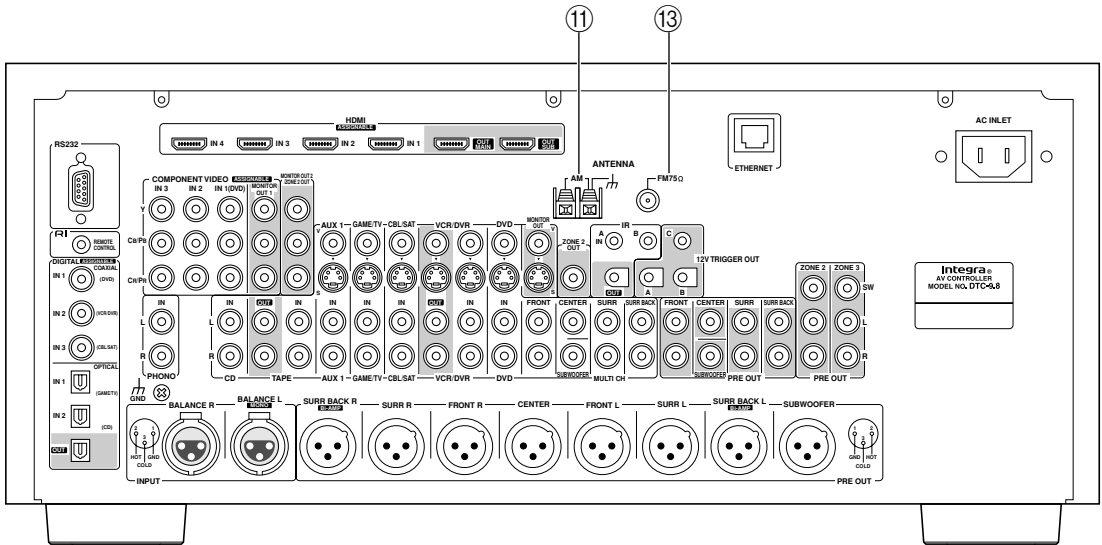 ⑪ ⑬
HDMI
ASSIGNABLE
IN 4 IN 3 IN 2 IN 1 OUT MAIN OUT SUB
RS232
ETHERNET
AC INLET
ANTENNA
AM FM75Ω
COMPONENT VIDEO ASSIGNABLE
IN 3 IN 2 IN 1(DVD) MONITOR OUT 1
MONITOR OUT 2
/ZONE 2 OUT
Y
CB/PB
CR/PR
RI REMOTE CONTROL
AUX 1 GAME/TV CBL/SAT VCR/DVR DVD MONITOR OUT
V V
S S
ZONE 2 OUT
IR
A IN B C
OUT A B
12V TRIGGER OUT
Integra®
AV CONTROLLER
MODEL NO. DTC-9.8
DIGITAL ASSIGNABLE
COAXIAL
IN 1 (DVD)
IN 2 (VCR/DVR)
IN 3 (CBL/SAT)
OPTICAL
IN 1 (GAME/TV)
IN 2 (CD)
OUT
ZONE 2 ZONE 3
SW
L
R
PRE OUT
IN IN OUT IN IN IN IN OUT IN IN FRONT CENTER SURR SURR BACK FRONT CENTER SURR SURR BACK
L L
R R
PHONO
GND
CD TAPE AUX 1 GAME/TV CBL/SAT VCR/DVR DVD SUBWOOFER MULTI CH SUBWOOFER PRE OUT
BALANCE R BALANCE L
MONO
SURR BACK R
BI-AMP
SURR R FRONT R CENTER FRONT L SURR L SURR BACK L
BI-AMP
SUBWOOFER
2 1
3
HOT GND
COLD
INPUT
1 2
3
GND HOT
COLD
PRE OUT